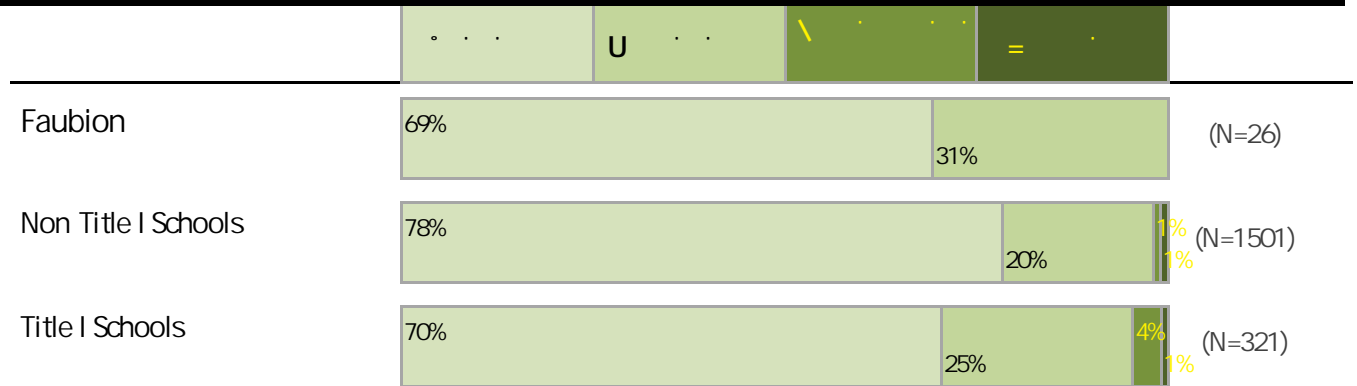 Faubion
69%
31%
(N=26)
Non Title I Schools
78%
20%
1%
1%
(N=1501)
Title I Schools
70%
25%
4%
1%
(N=321)